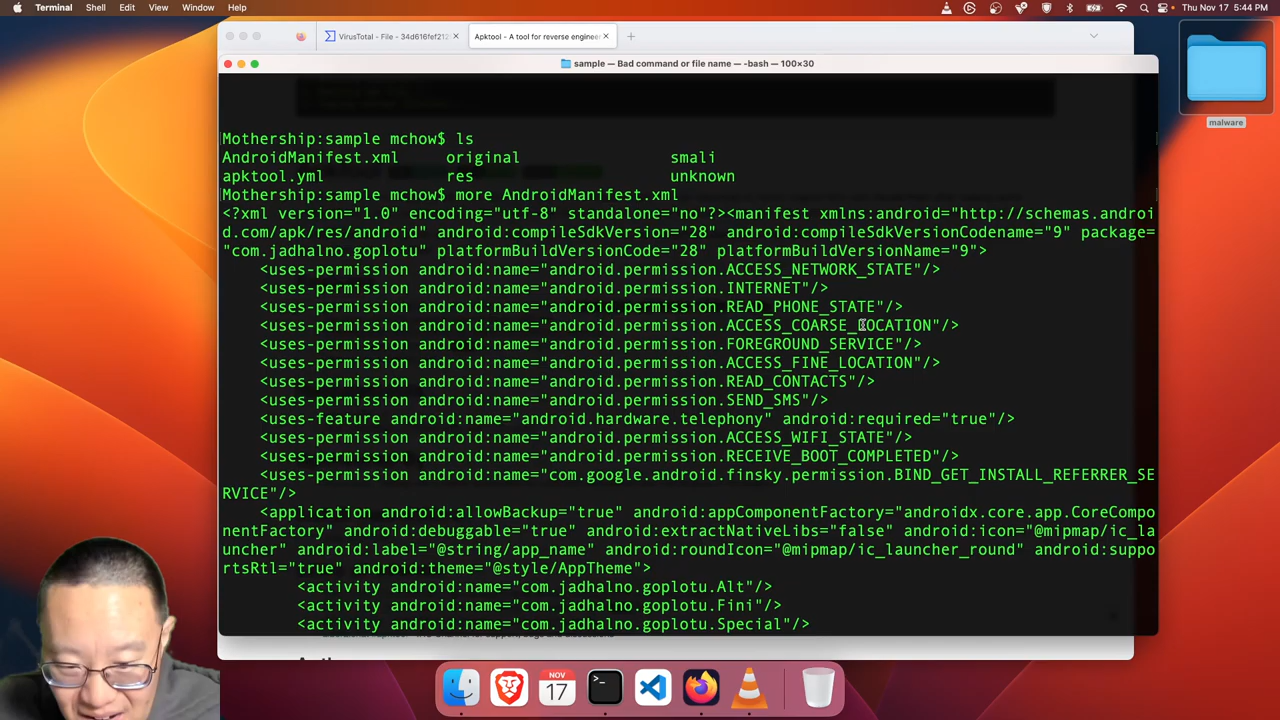 Terminal Shell Edit View Window Help Thu Nov 17 5:44 PM
VirusTotal - File - 34d616fef212 Apktool - A tool for reverse enginee
sample — Bad command or file name — -bash — 100×30
malware
Mothership:sample mchow$ ls
AndroidManifest.xml original smali
apktool.yml res unknown
Mothership:sample mchow$ more AndroidManifest.xml
<?xml version="1.0" encoding="utf-8" standalone="no"?><manifest xmlns:android="http://schemas.androi
d.com/apk/res/android" android:compileSdkVersion="28" android:compileSdkVersionCodename="9" package=
"com.jadhalno.goplotu" platformBuildVersionCode="28" platformBuildVersionName="9">
<uses-permission android:name="android.permission.ACCESS_NETWORK_STATE"/>
<uses-permission android:name="android.permission.INTERNET"/>
<uses-permission android:name="android.permission.READ_PHONE_STATE"/>
<uses-permission android:name="android.permission.ACCESS_COARSE_LOCATION"/>
<uses-permission android:name="android.permission.FOREGROUND_SERVICE"/>
<uses-permission android:name="android.permission.ACCESS_FINE_LOCATION"/>
<uses-permission android:name="android.permission.READ_CONTACTS"/>
<uses-permission android:name="android.permission.SEND_SMS"/>
<uses-feature android:name="android.hardware.telephony" android:required="true"/>
<uses-permission android:name="android.permission.ACCESS_WIFI_STATE"/>
<uses-permission android:name="android.permission.RECEIVE_BOOT_COMPLETED"/>
<uses-permission android:name="com.google.android.finsky.permission.BIND_GET_INSTALL_REFERRER_SE
RVICE"/>
<application android:allowBackup="true" android:appComponentFactory="androidx.core.app.CoreCompo
nentFactory" android:debuggable="true" android:extractNativeLibs="false" android:icon="@mipmap/ic_la
uncher" android:label="@string/app_name" android:roundIcon="@mipmap/ic_launcher_round" android:suppo
rtsRtl="true" android:theme="@style/AppTheme">
<activity android:name="com.jadhalno.goplotu.Alt"/>
<activity android:name="com.jadhalno.goplotu.Fini"/>
<activity android:name="com.jadhalno.goplotu.Special"/>
NOV
17